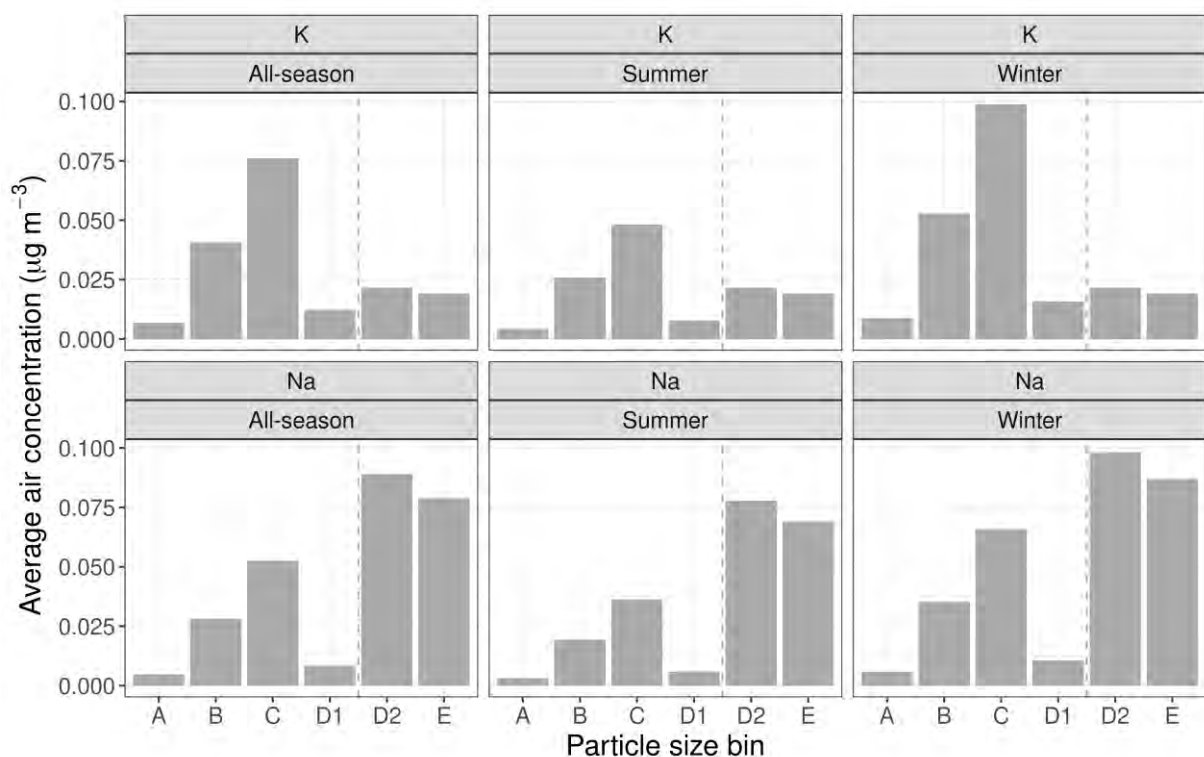 K K K
All-season Summer Winter
0.100
0.075
0.050
0.025
0.000
Na Na Na
All-season Summer Winter
0.100
0.075
0.050
0.025
0.000
A B C D1 D2 E A B C D1 D2 E A B C D1 D2 E
Particle size bin
Average air concentration (μg m⁻³)